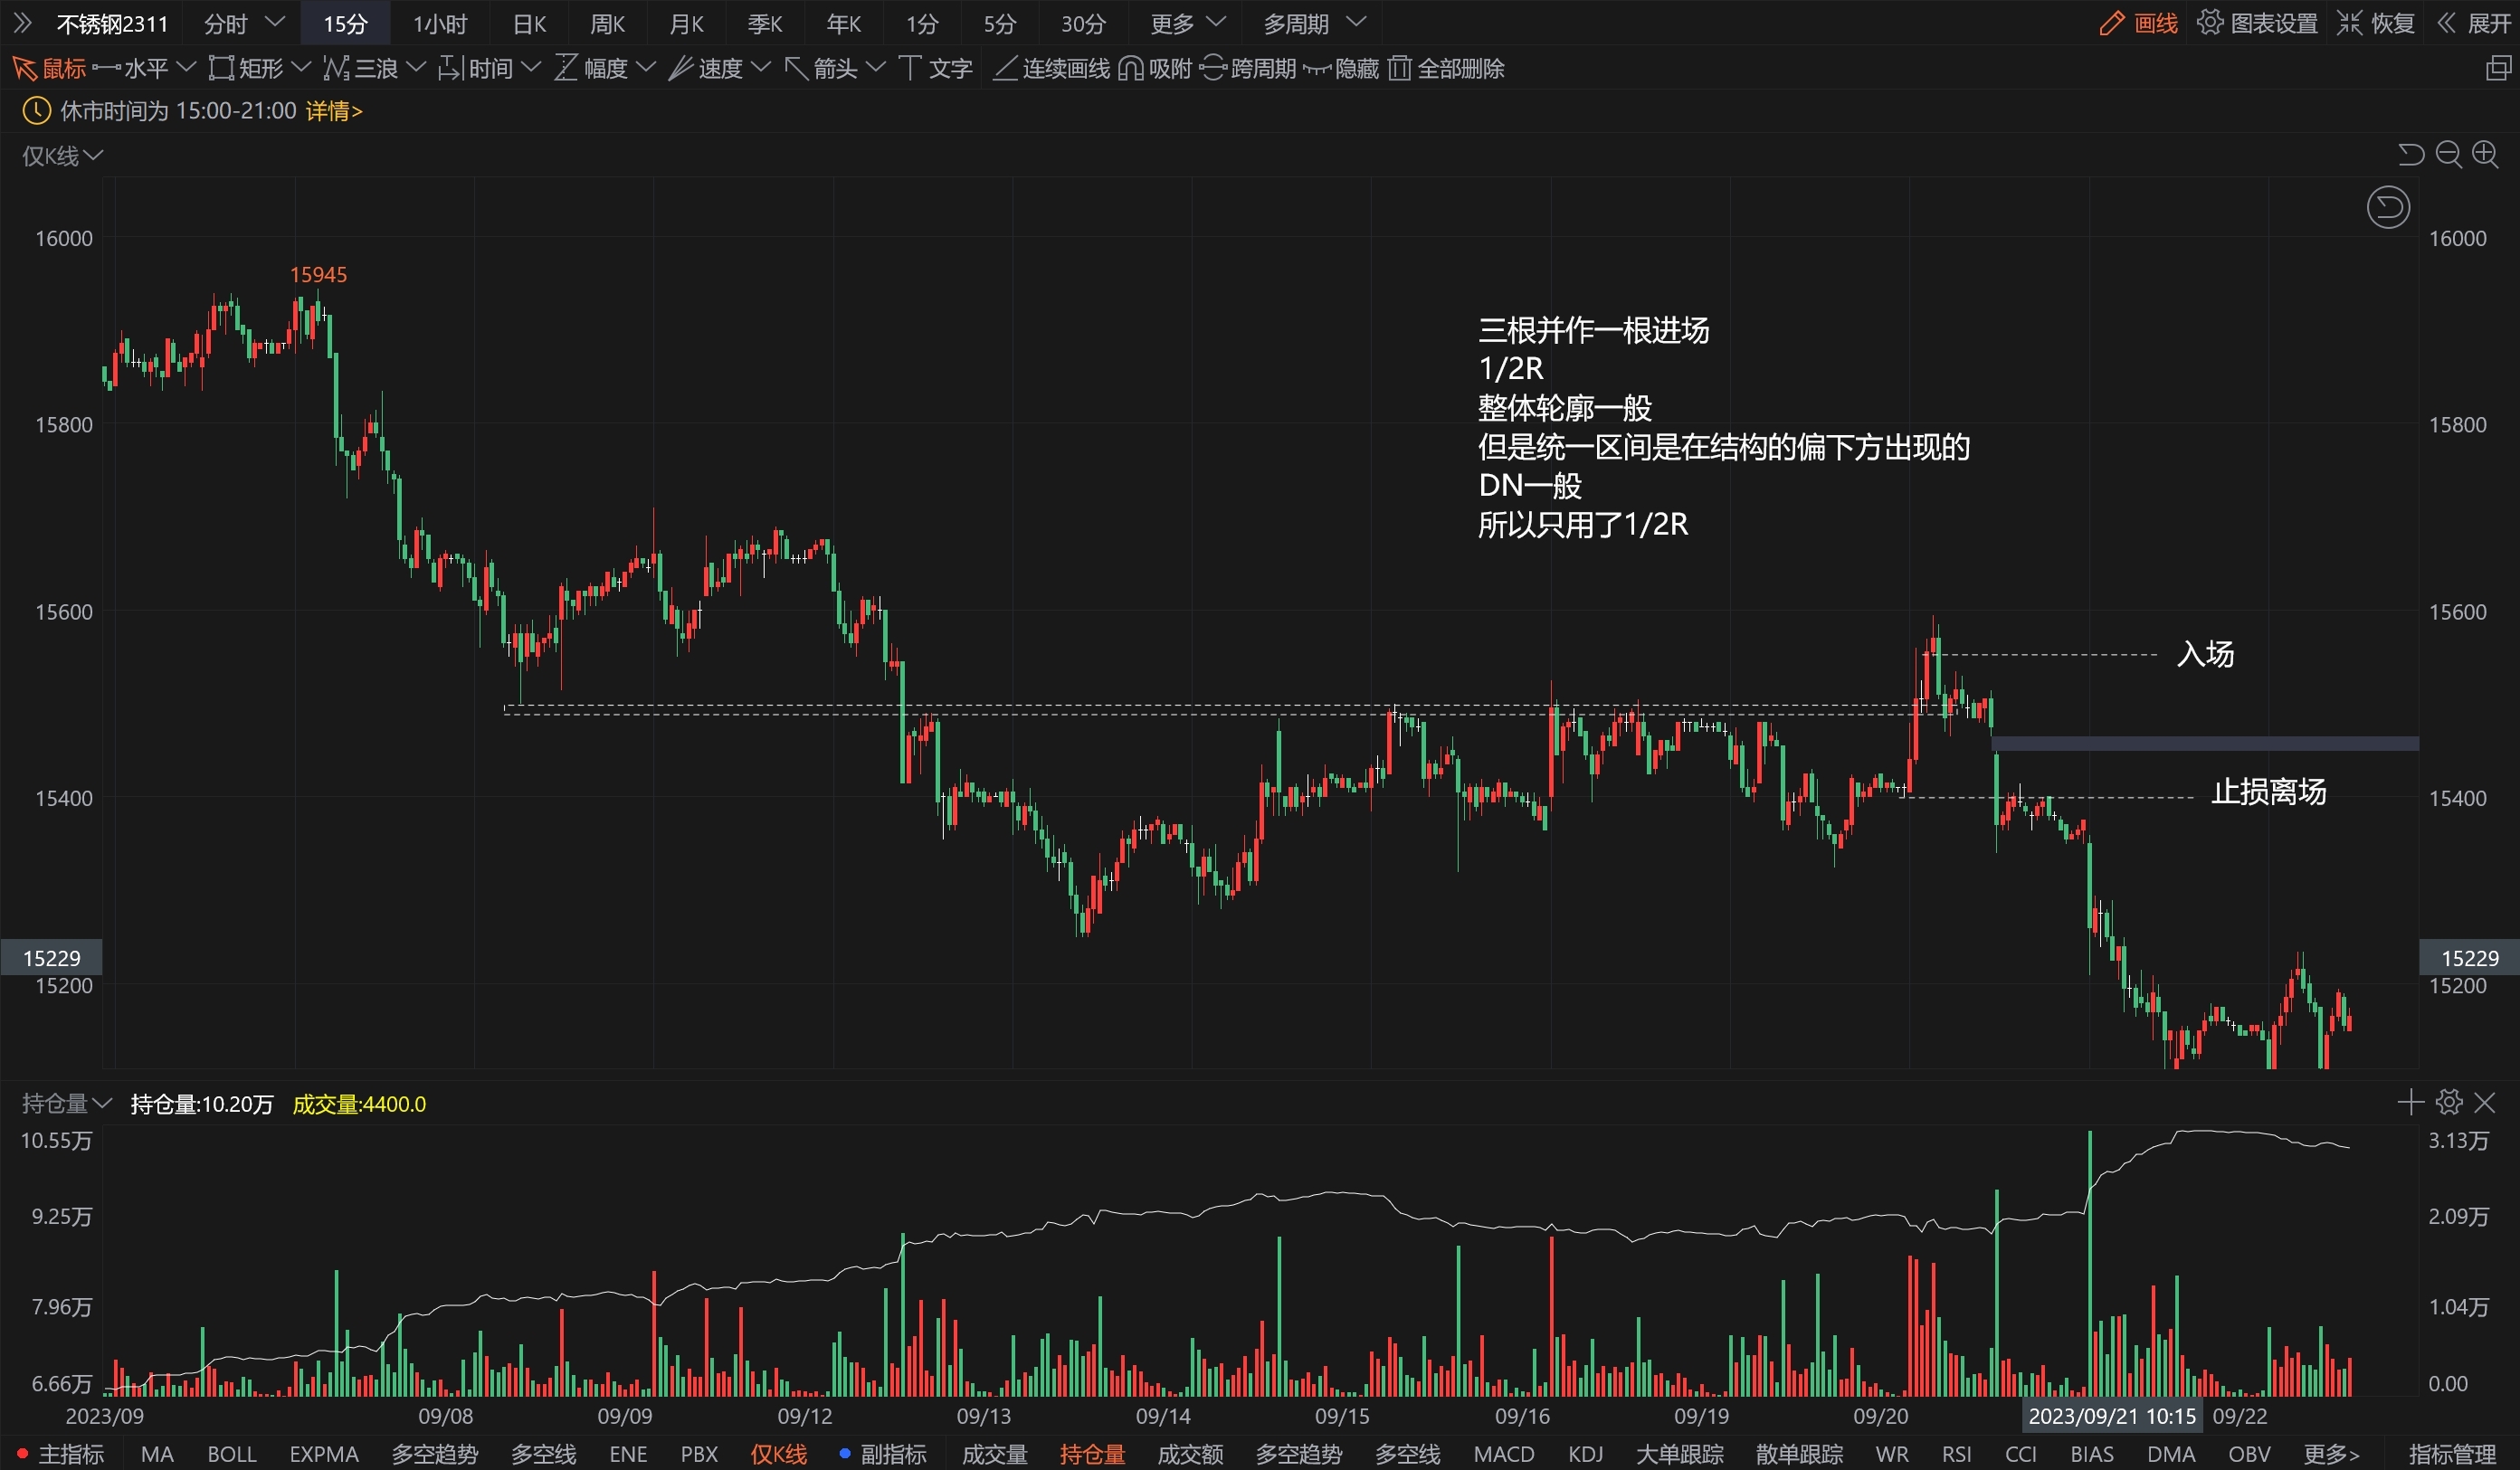 不锈钢2311 分时 15分 1小时 日K 周K 月K 季K 年K 1分 5分 30分 更多 多周期 画线 图表设置 恢复 展开
鼠标 水平 矩形 三浪 时间 幅度 速度 箭头 文字 连续画线 吸附 跨周期 隐藏 全部删除
休市时间为 15:00-21:00 详情>
仅K线
16000 16000
15945
三根并作一根进场
1/2R
整体轮廓一般
15800 15800
但是统一区间是在结构的偏下方出现的
DN一般
所以只用了1/2R
15600 15600
入场
止损离场
15400 15400
15229 15229
15200 15200
持仓量 持仓量:10.20万 成交量:4400.0
10.55万 3.13万
9.25万 2.09万
7.96万 1.04万
6.66万 0.00
2023/09 09/08 09/09 09/12 09/13 09/14 09/15 09/16 09/19 09/20 2023/09/21 10:15 09/22
主指标 MA BOLL EXPMA 多空趋势 多空线 ENE PBX 仅K线 副指标 成交量 持仓量 成交额 多空趋势 多空线 MACD KDJ 大单跟踪 散单跟踪 WR RSI CCI BIAS DMA OBV 更多> 指标管理